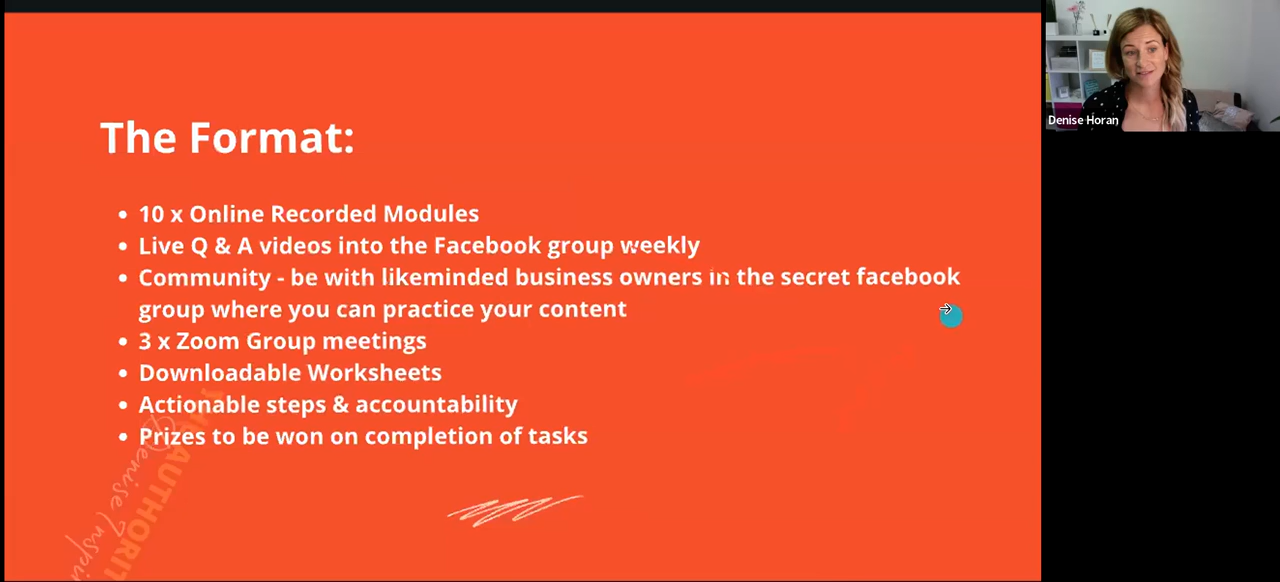 The Format:
• 10 x Online Recorded Modules
• Live Q & A videos into the Facebook group weekly
• Community - be with likeminded business owners in the secret facebook
group where you can practice your content
• 3 x Zoom Group meetings
• Downloadable Worksheets
• Actionable steps & accountability
• Prizes to be won on completion of tasks
Denise Horan
Denise